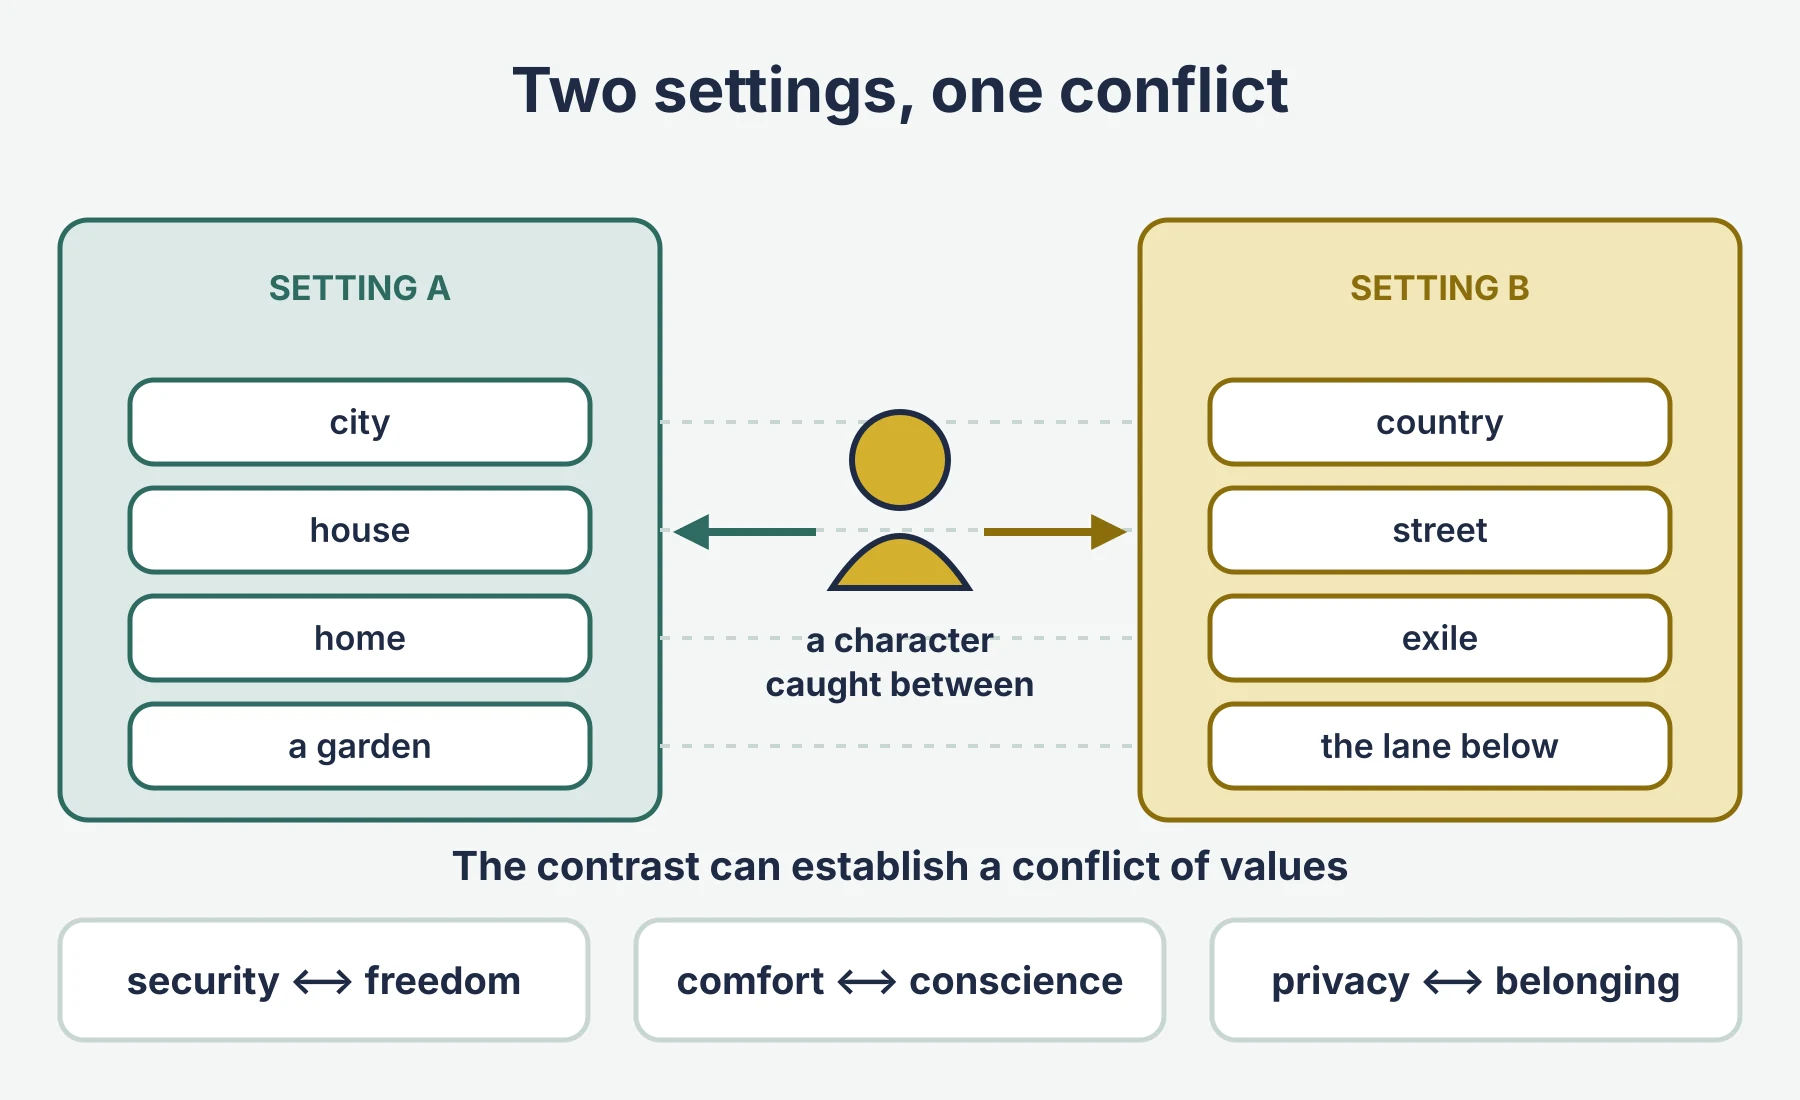 Two settings, one conflict
SETTING A
city
house
home
a garden
a character
caught between
SETTING B
country
street
exile
the lane below
The contrast can establish a conflict of values
security ⟷ freedom
comfort ⟷ conscience
privacy ⟷ belonging